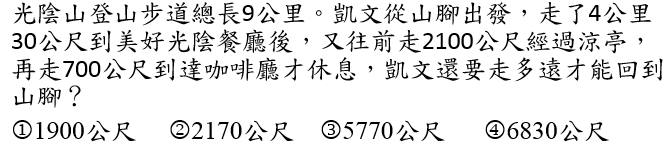 光陰山登山步道總長9公里。凱文從山腳出發，走了4公里
30公尺到美好光陰餐廳後，又往前走2100公尺經過涼亭，
再走700公尺到達咖啡廳才休息，凱文還要走多遠才能回到
山腳？
①1900公尺 ②2170公尺 ③5770公尺 ④6830公尺